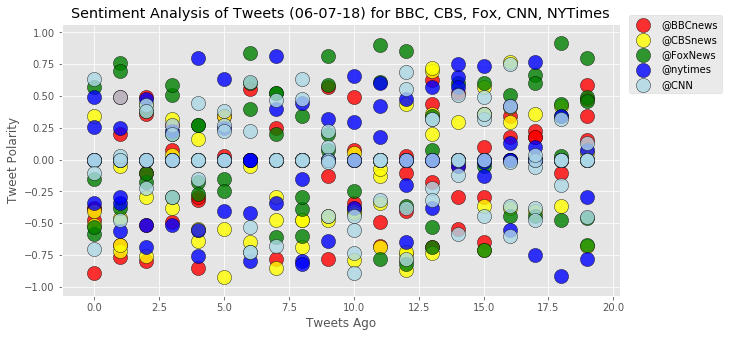 Sentiment Analysis of Tweets (06-07-18) for BBC, CBS, Fox, CNN, NYTimes
@BBCnews
@CBSnews
@FoxNews
@nytimes
@CNN
Tweet Polarity
1.00
0.75
0.50
0.25
0.00
−0.25
−0.50
−0.75
−1.00
0.0 2.5 5.0 7.5 10.0 12.5 15.0 17.5 20.0
Tweets Ago